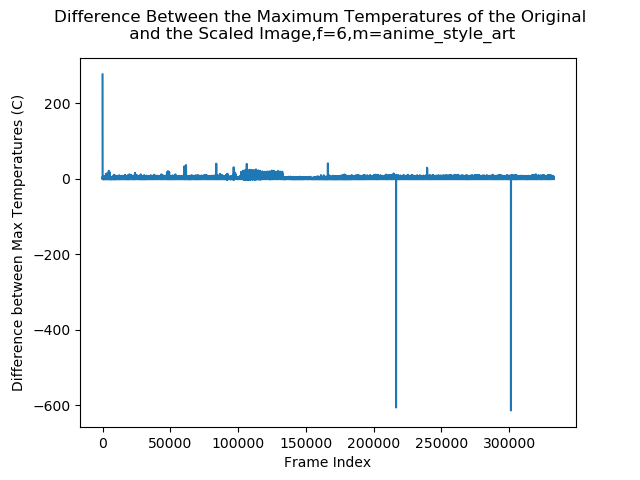 Difference Between the Maximum Temperatures of the Original
and the Scaled Image,f=6,m=anime_style_art
Difference between Max Temperatures (C)
200
0
−200
−400
−600
0 50000 100000 150000 200000 250000 300000
Frame Index